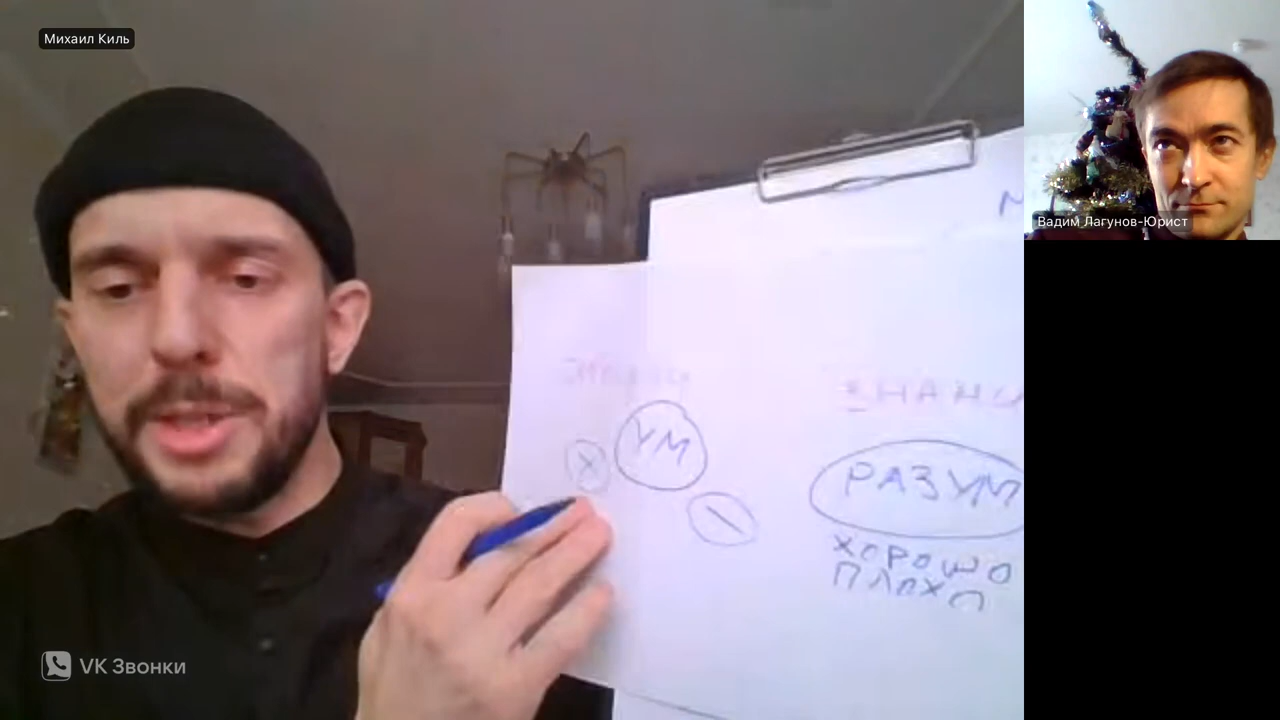 Михаил Киль
Вадим Лагунов-Юрист
УМ
РАЗУМ
ХОРОШО
ПЛОХО
VK Звонки